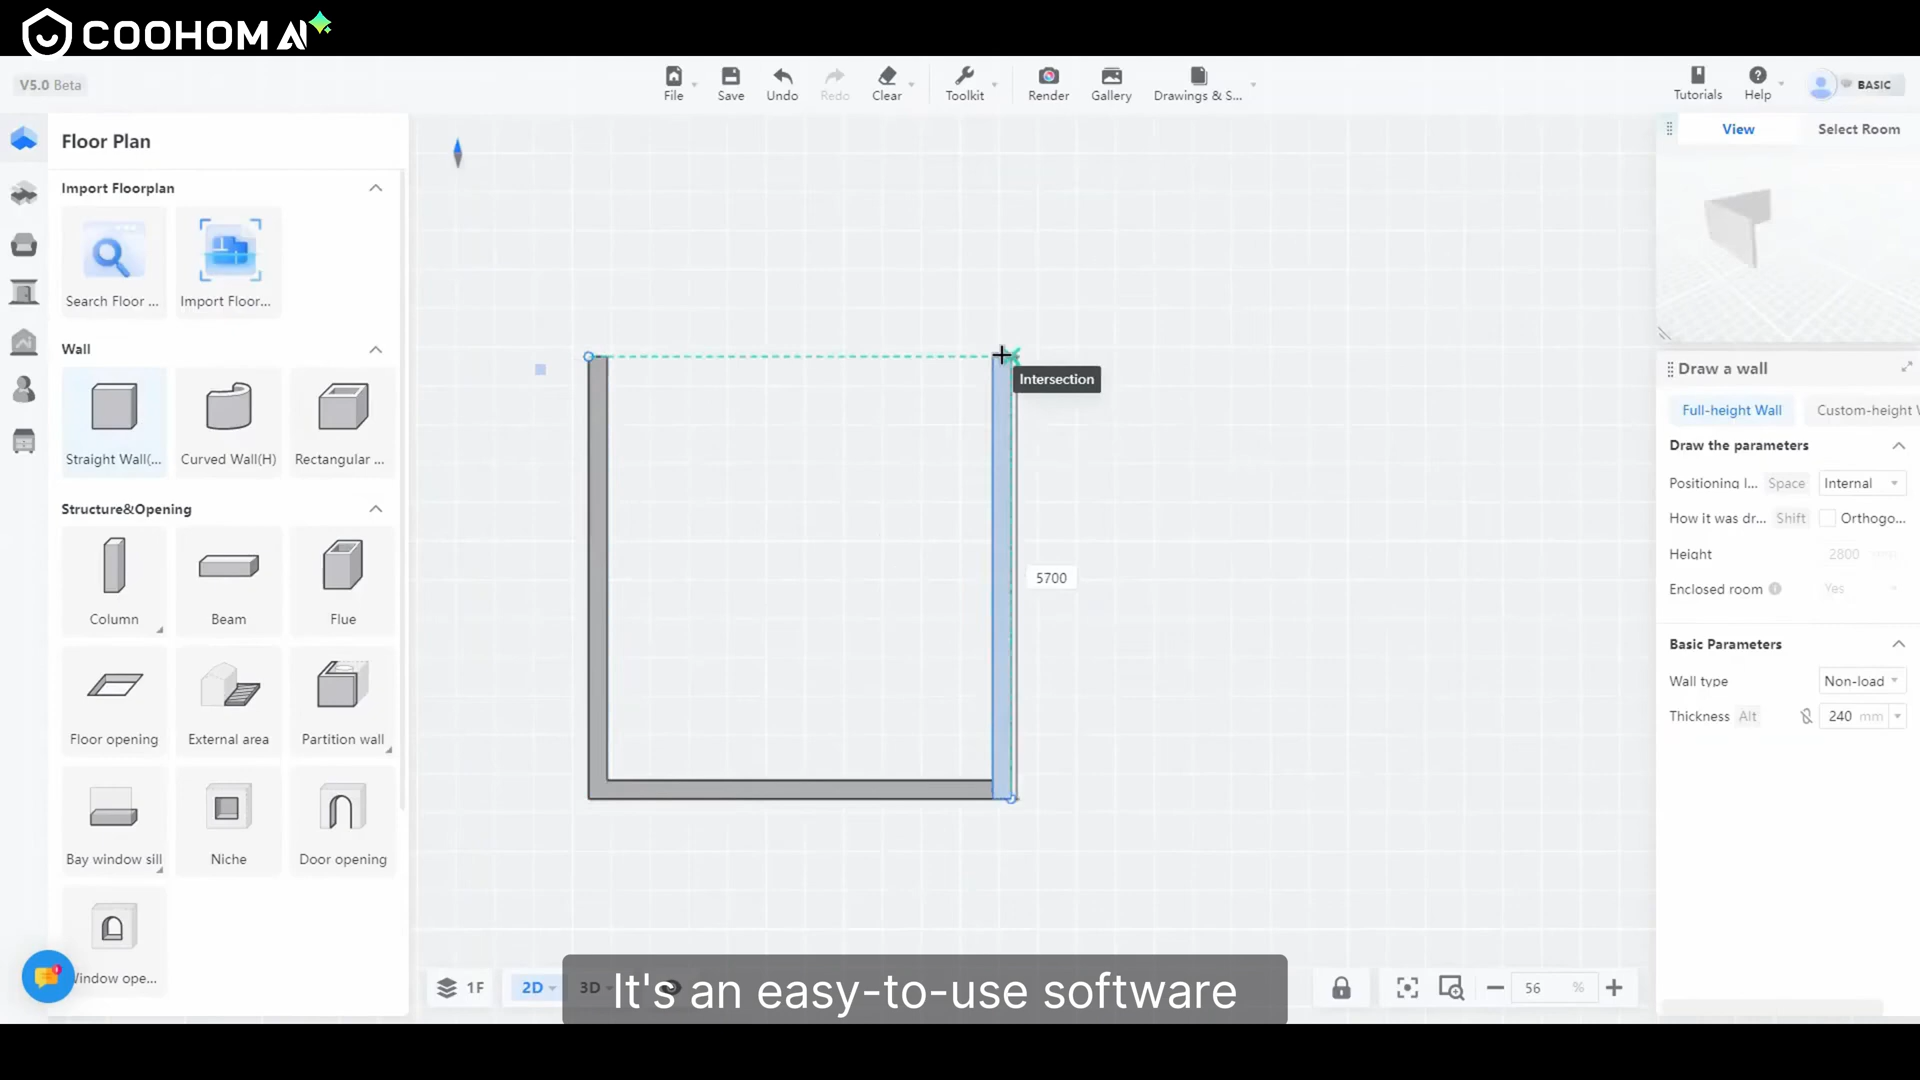 COOHOM AI
V5.0 Beta
File
Save
Undo
Redo
Clear
Toolkit
Render
Gallery
Drawings & S...
Tutorials
Help
BASIC
Floor Plan
Import Floorplan
Search Floor ...
Import Floor...
Wall
Straight Wall(...
Curved Wall(H)
Rectangular ...
Structure&Opening
Column
Beam
Flue
Floor opening
External area
Partition wall
Bay window sill
Niche
Door opening
Window ope...
Intersection
5700
View
Select Room
Draw a wall
Full-height Wall
Custom-height W
Draw the parameters
Positioning l... Space Internal
How it was dr... Shift Orthogo...
Height 2800
Enclosed room Yes
Basic Parameters
Wall type Non-load
Thickness Alt 240 mm
1F
2D
3D
56 %
It's an easy-to-use software